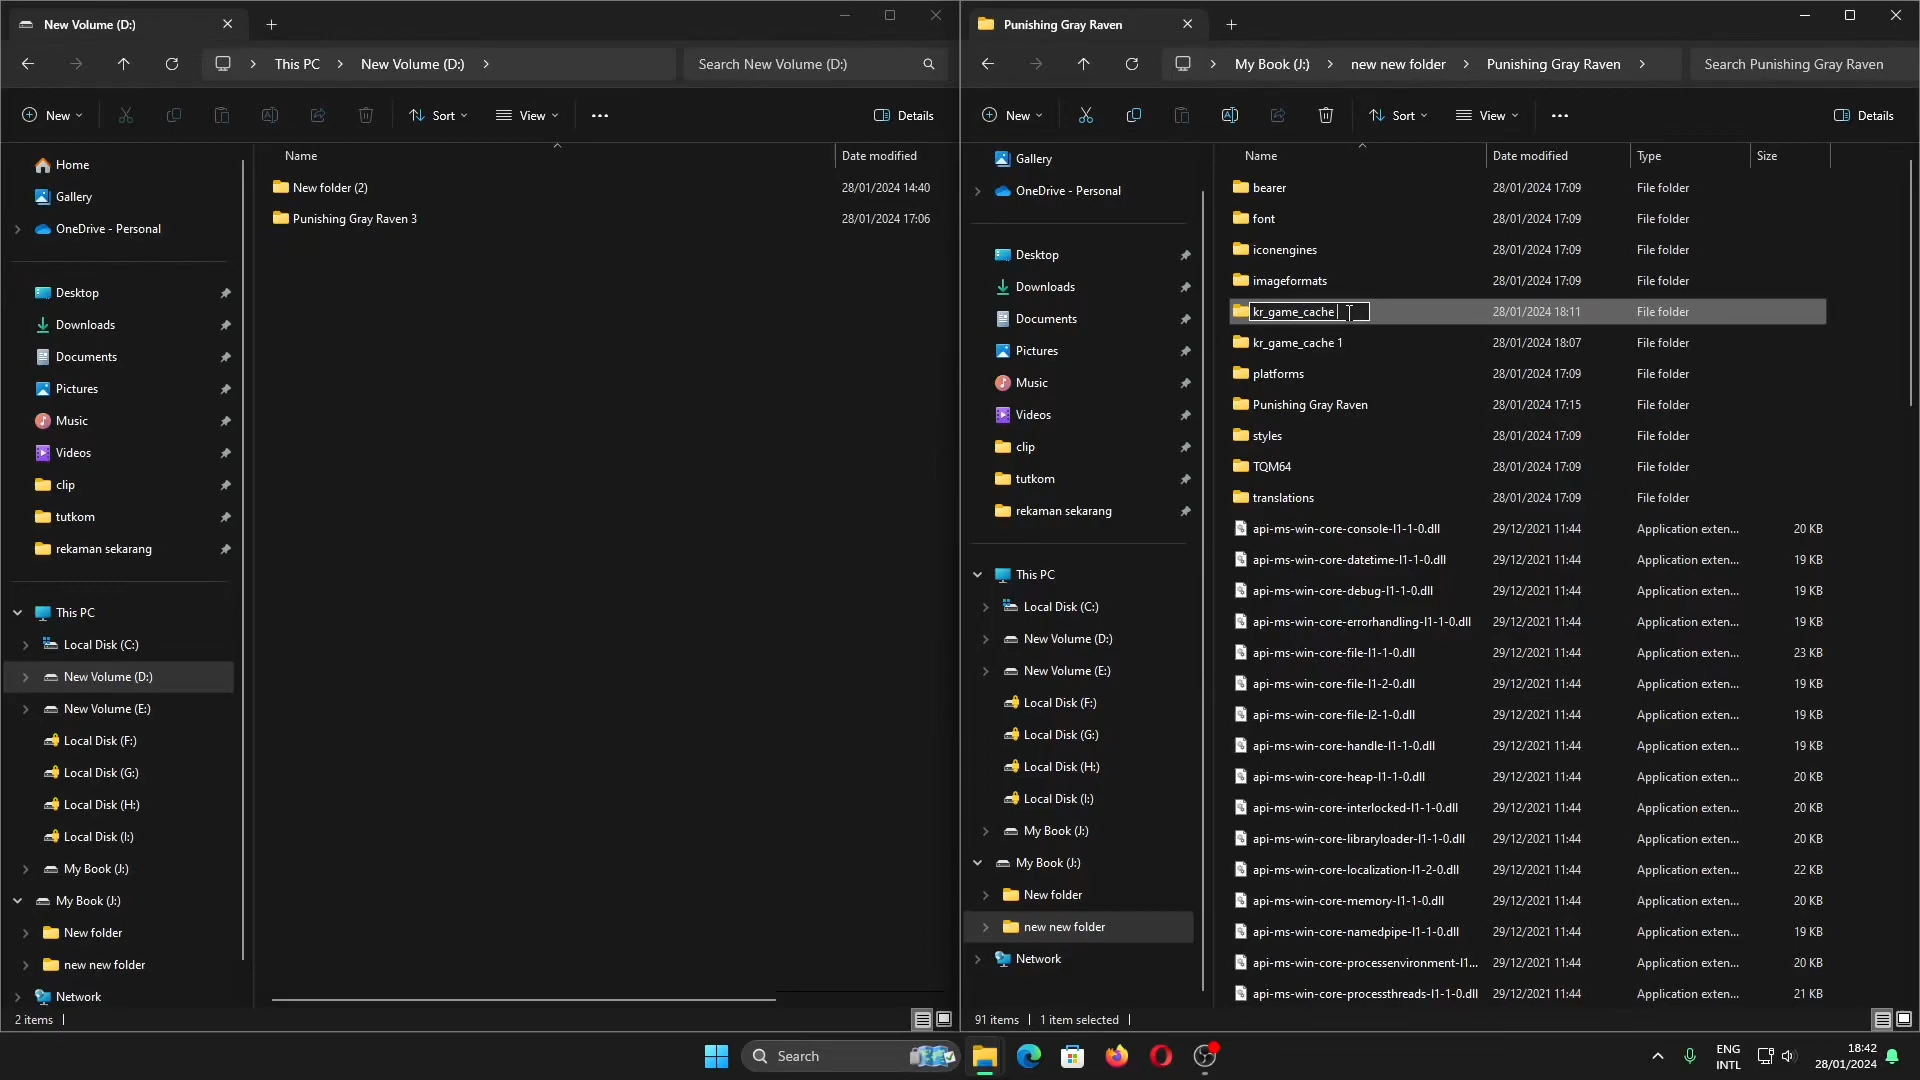 New Volume (D:)
This PC
New Volume (D:)
Search New Volume (D:)
New
Sort
View
Details
Home
Gallery
OneDrive - Personal
Desktop
Downloads
Documents
Pictures
Music
Videos
clip
tutkom
rekaman sekarang
This PC
Local Disk (C:)
New Volume (D:)
New Volume (E:)
Local Disk (F:)
Local Disk (G:)
Local Disk (H:)
Local Disk (I:)
My Book (J:)
My Book (J:)
New folder
new new folder
Network
Name Date modified
New folder (2) 28/01/2024 14:40
Punishing Gray Raven 3 28/01/2024 17:06
2 items
Punishing Gray Raven
My Book (J:)
new new folder
Punishing Gray Raven
Search Punishing Gray Raven
New
Sort
View
Details
Gallery
OneDrive - Personal
Desktop
Downloads
Documents
Pictures
Music
Videos
clip
tutkom
rekaman sekarang
This PC
Local Disk (C:)
New Volume (D:)
New Volume (E:)
Local Disk (F:)
Local Disk (G:)
Local Disk (H:)
Local Disk (I:)
My Book (J:)
My Book (J:)
New folder
new new folder
Network
Name Date modified Type Size
bearer 28/01/2024 17:09 File folder
font 28/01/2024 17:09 File folder
iconengines 28/01/2024 17:09 File folder
imageformats 28/01/2024 17:09 File folder
kr_game_cache 28/01/2024 18:11 File folder
kr_game_cache 1 28/01/2024 18:07 File folder
platforms 28/01/2024 17:09 File folder
Punishing Gray Raven 28/01/2024 17:15 File folder
styles 28/01/2024 17:09 File folder
TQM64 28/01/2024 17:09 File folder
translations 28/01/2024 17:09 File folder
api-ms-win-core-console-l1-1-0.dll 29/12/2021 11:44 Application exten... 20 KB
api-ms-win-core-datetime-l1-1-0.dll 29/12/2021 11:44 Application exten... 19 KB
api-ms-win-core-debug-l1-1-0.dll 29/12/2021 11:44 Application exten... 19 KB
api-ms-win-core-errorhandling-l1-1-0.dll 29/12/2021 11:44 Application exten... 19 KB
api-ms-win-core-file-l1-1-0.dll 29/12/2021 11:44 Application exten... 23 KB
api-ms-win-core-file-l1-2-0.dll 29/12/2021 11:44 Application exten... 19 KB
api-ms-win-core-file-l2-1-0.dll 29/12/2021 11:44 Application exten... 19 KB
api-ms-win-core-handle-l1-1-0.dll 29/12/2021 11:44 Application exten... 19 KB
api-ms-win-core-heap-l1-1-0.dll 29/12/2021 11:44 Application exten... 20 KB
api-ms-win-core-interlocked-l1-1-0.dll 29/12/2021 11:44 Application exten... 20 KB
api-ms-win-core-libraryloader-l1-1-0.dll 29/12/2021 11:44 Application exten... 20 KB
api-ms-win-core-localization-l1-2-0.dll 29/12/2021 11:44 Application exten... 22 KB
api-ms-win-core-memory-l1-1-0.dll 29/12/2021 11:44 Application exten... 20 KB
api-ms-win-core-namedpipe-l1-1-0.dll 29/12/2021 11:44 Application exten... 19 KB
api-ms-win-core-processenvironment-l1... 29/12/2021 11:44 Application exten... 20 KB
api-ms-win-core-processthreads-l1-1-0.dll 29/12/2021 11:44 Application exten... 21 KB
91 items 1 item selected
Search
ENG
INTL
18:42
28/01/2024